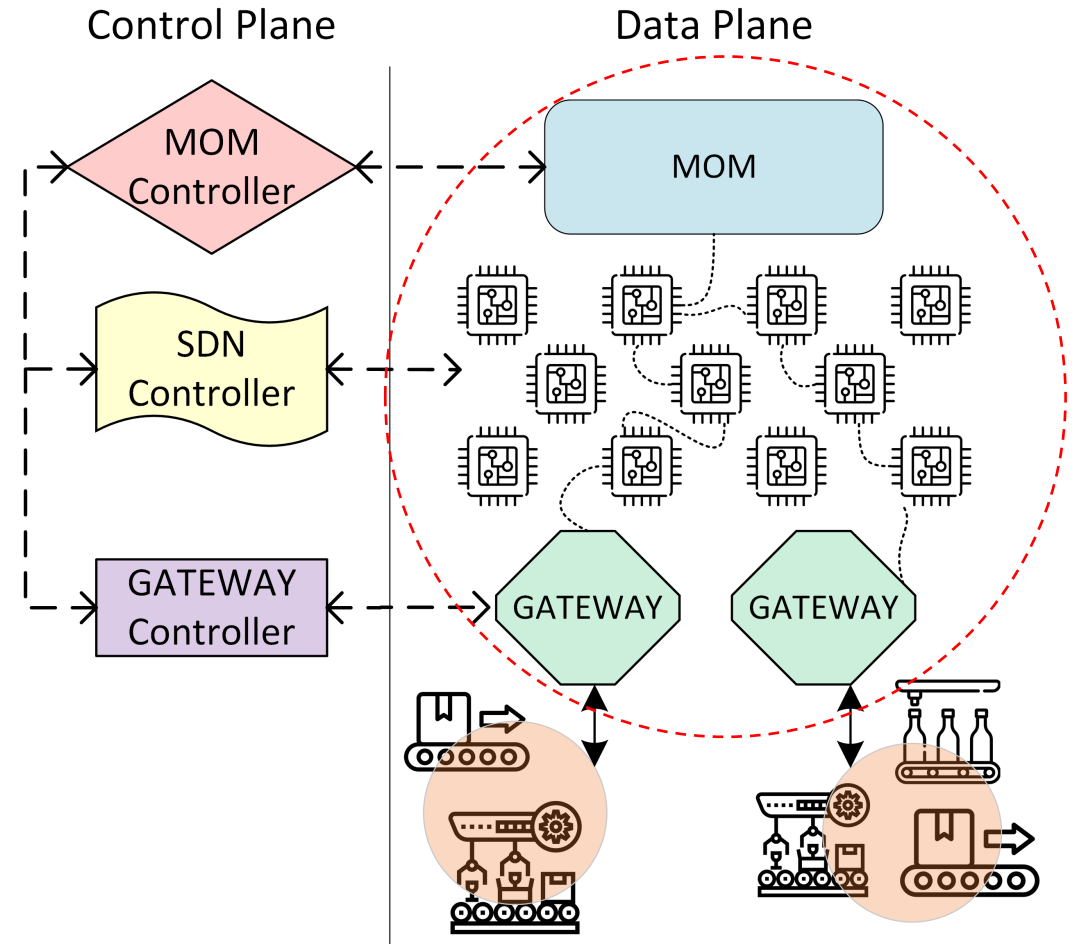 Control Plane
Data Plane
MOM
Controller
MOM
SDN
Controller
GATEWAY
Controller
GATEWAY
GATEWAY